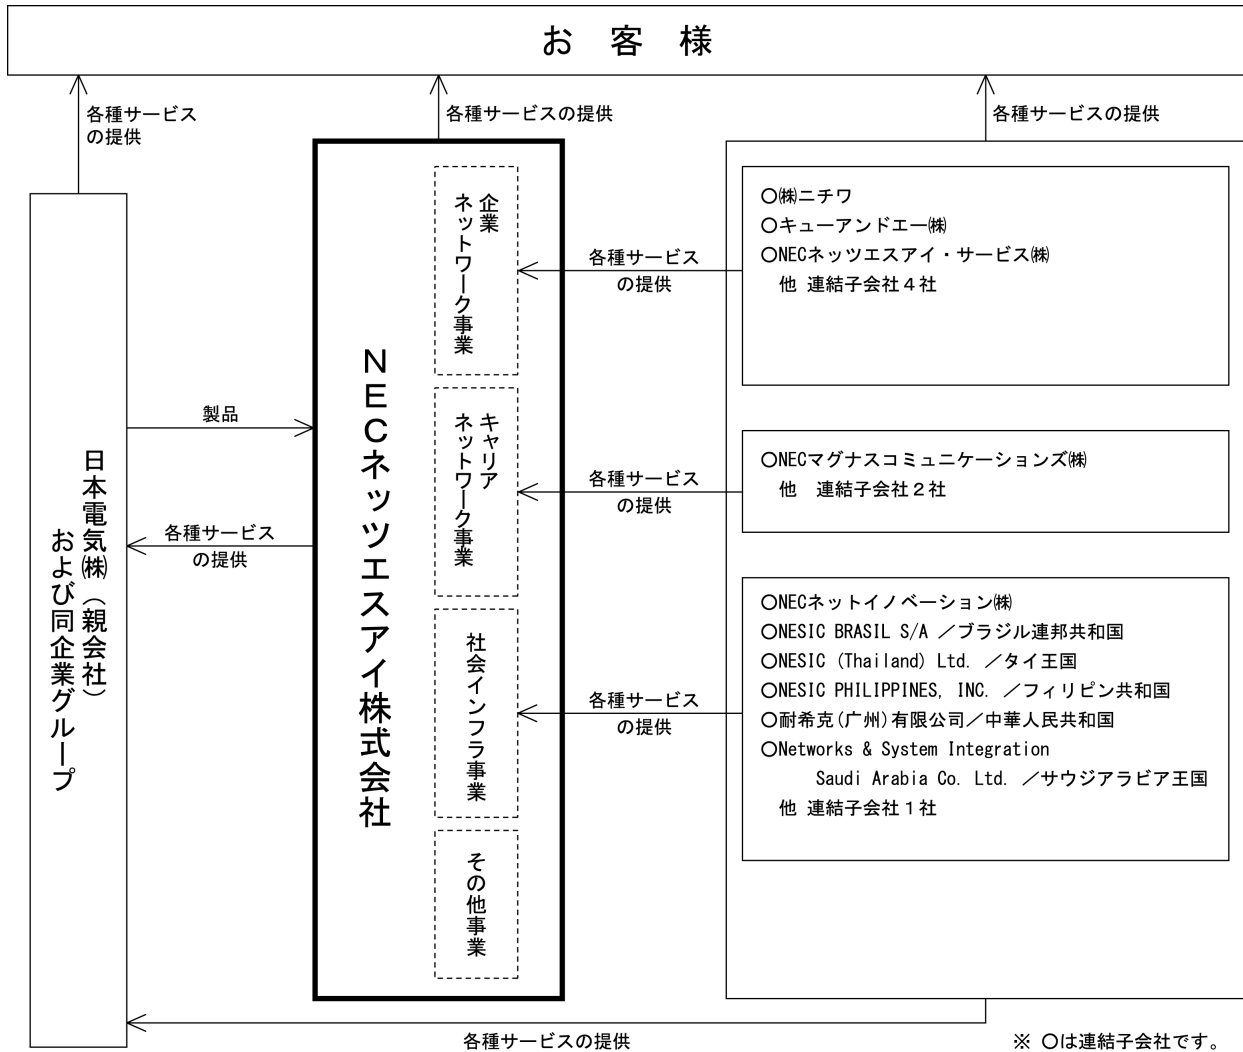 お 客 様
各種サービス
の提供
各種サービスの提供
各種サービスの提供
日本電気㈱（親会社）
および同企業グループ
製品
各種サービス
の提供
NECネッツエスアイ株式会社
企業
ネットワーク事業
キャリア
ネットワーク事業
社会インフラ事業
その他事業
各種サービス
の提供
各種サービス
の提供
各種サービス
の提供
○㈱ニチワ
○キューアンドエー㈱
○NECネッツエスアイ・サービス㈱
他 連結子会社４社
○NECマグナスコミュニケーションズ㈱
他　連結子会社２社
○NECネットイノベーション㈱
○NESIC BRASIL S/A ／ブラジル連邦共和国
○NESIC (Thailand) Ltd. ／タイ王国
○NESIC PHILIPPINES, INC. ／フィリピン共和国
○耐希克(广州)有限公司／中華人民共和国
○Networks & System Integration
Saudi Arabia Co. Ltd. ／サウジアラビア王国
他 連結子会社１社
各種サービスの提供
※ ○は連結子会社です。